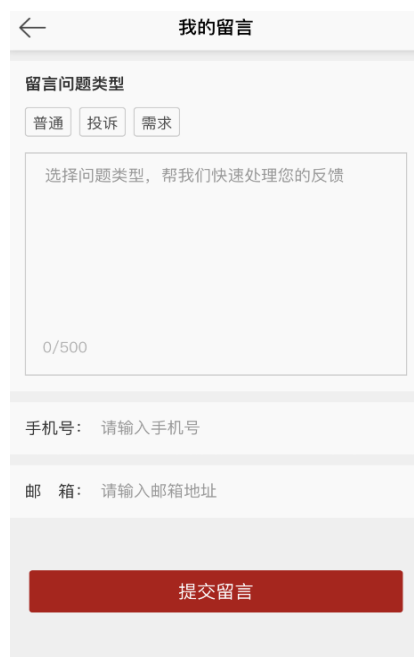 我的留言
留言问题类型
普通 投诉 需求
选择问题类型，帮我们快速处理您的反馈
0/500
手机号： 请输入手机号
邮 箱： 请输入邮箱地址
提交留言